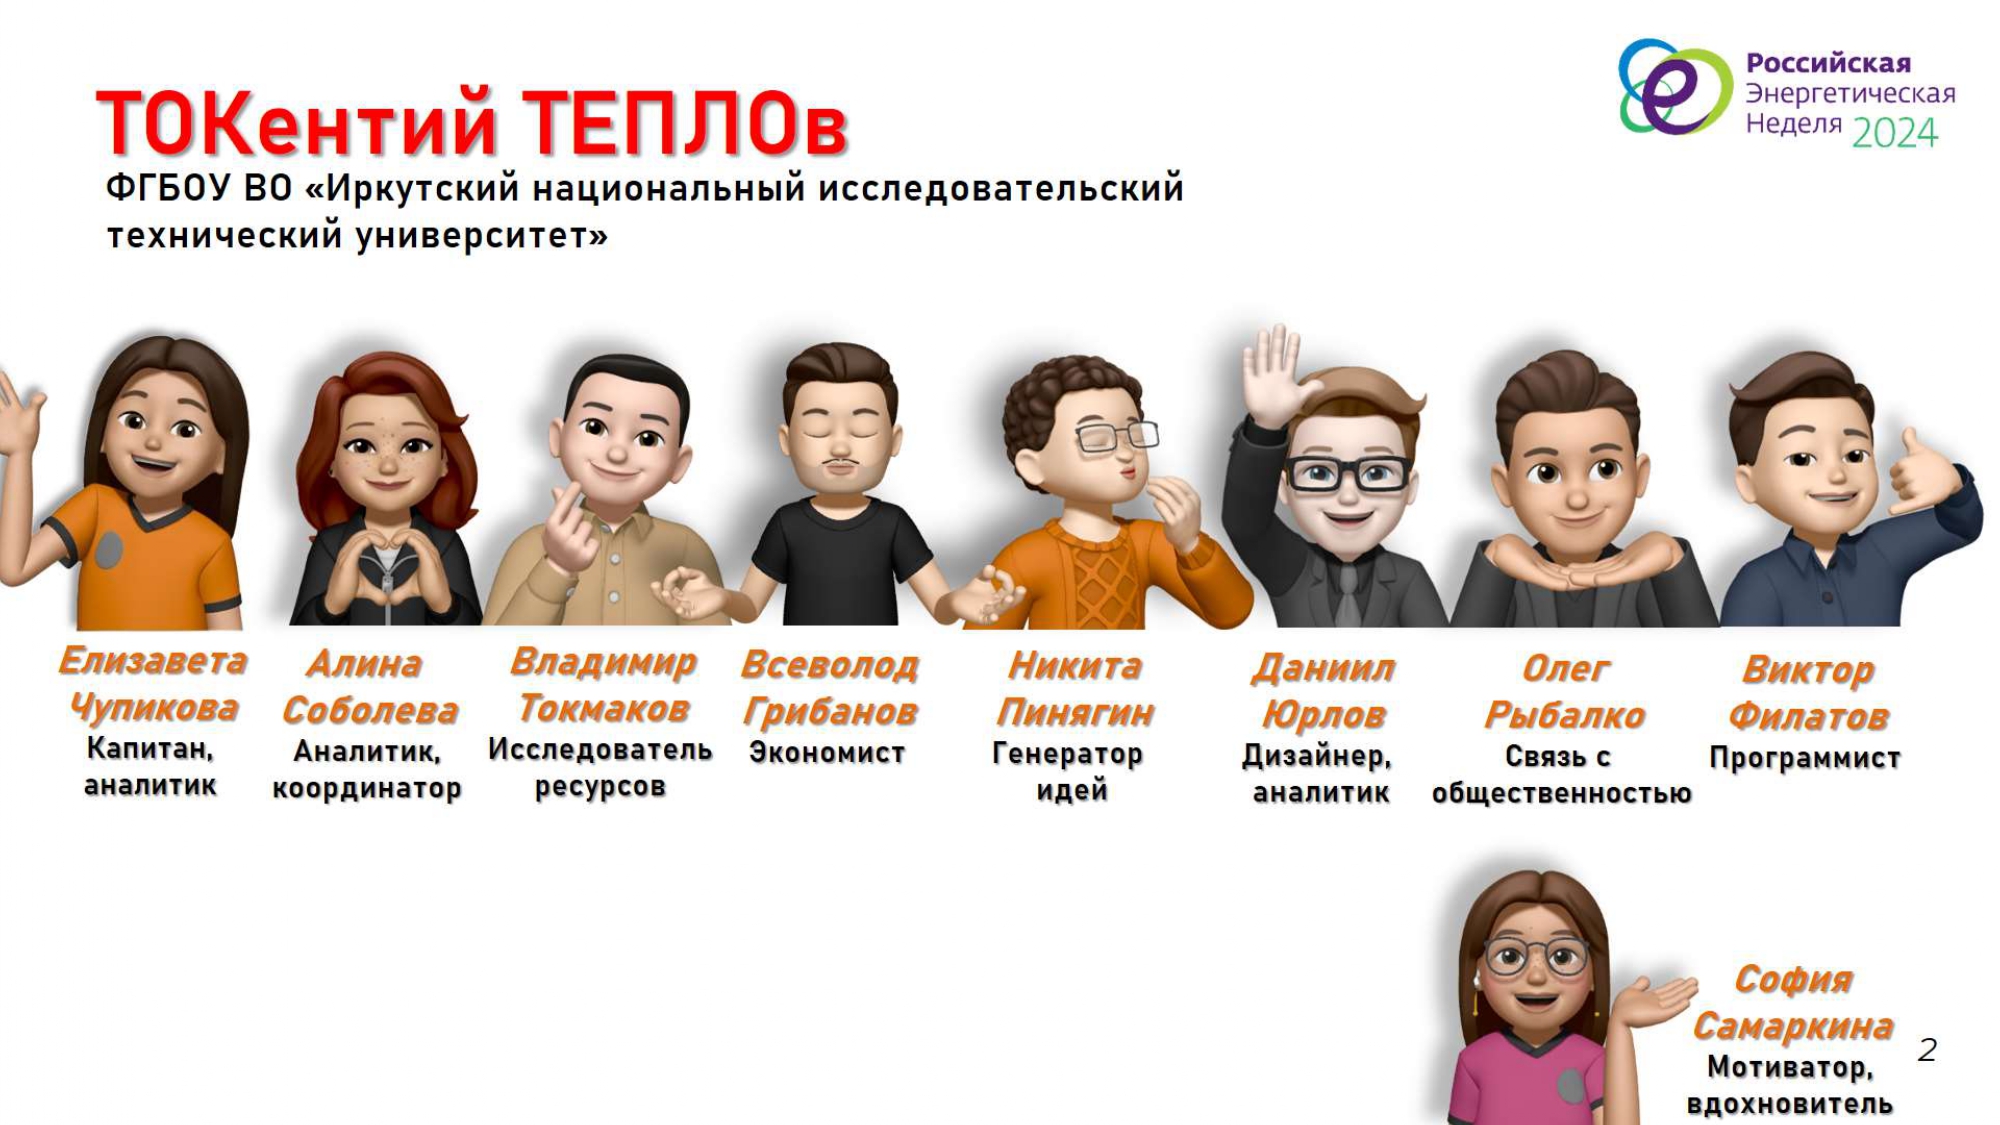 ТОКентий ТЕПЛОв
ФГБОУ ВО «Иркутский национальный исследовательский
технический университет»
Российская
Энергетическая
Неделя 2024
Елизавета
Чупикова
Капитан,
аналитик
Алина
Соболева
Аналитик,
координатор
Владимир
Токмаков
Исследователь
ресурсов
Всеволод
Грибанов
Экономист
Никита
Пинягин
Генератор
идей
Даниил
Юрлов
Дизайнер,
аналитик
Олег
Рыбалко
Связь с
общественностью
Виктор
Филатов
Программист
София
Самаркина
Мотиватор,
вдохновитель
2